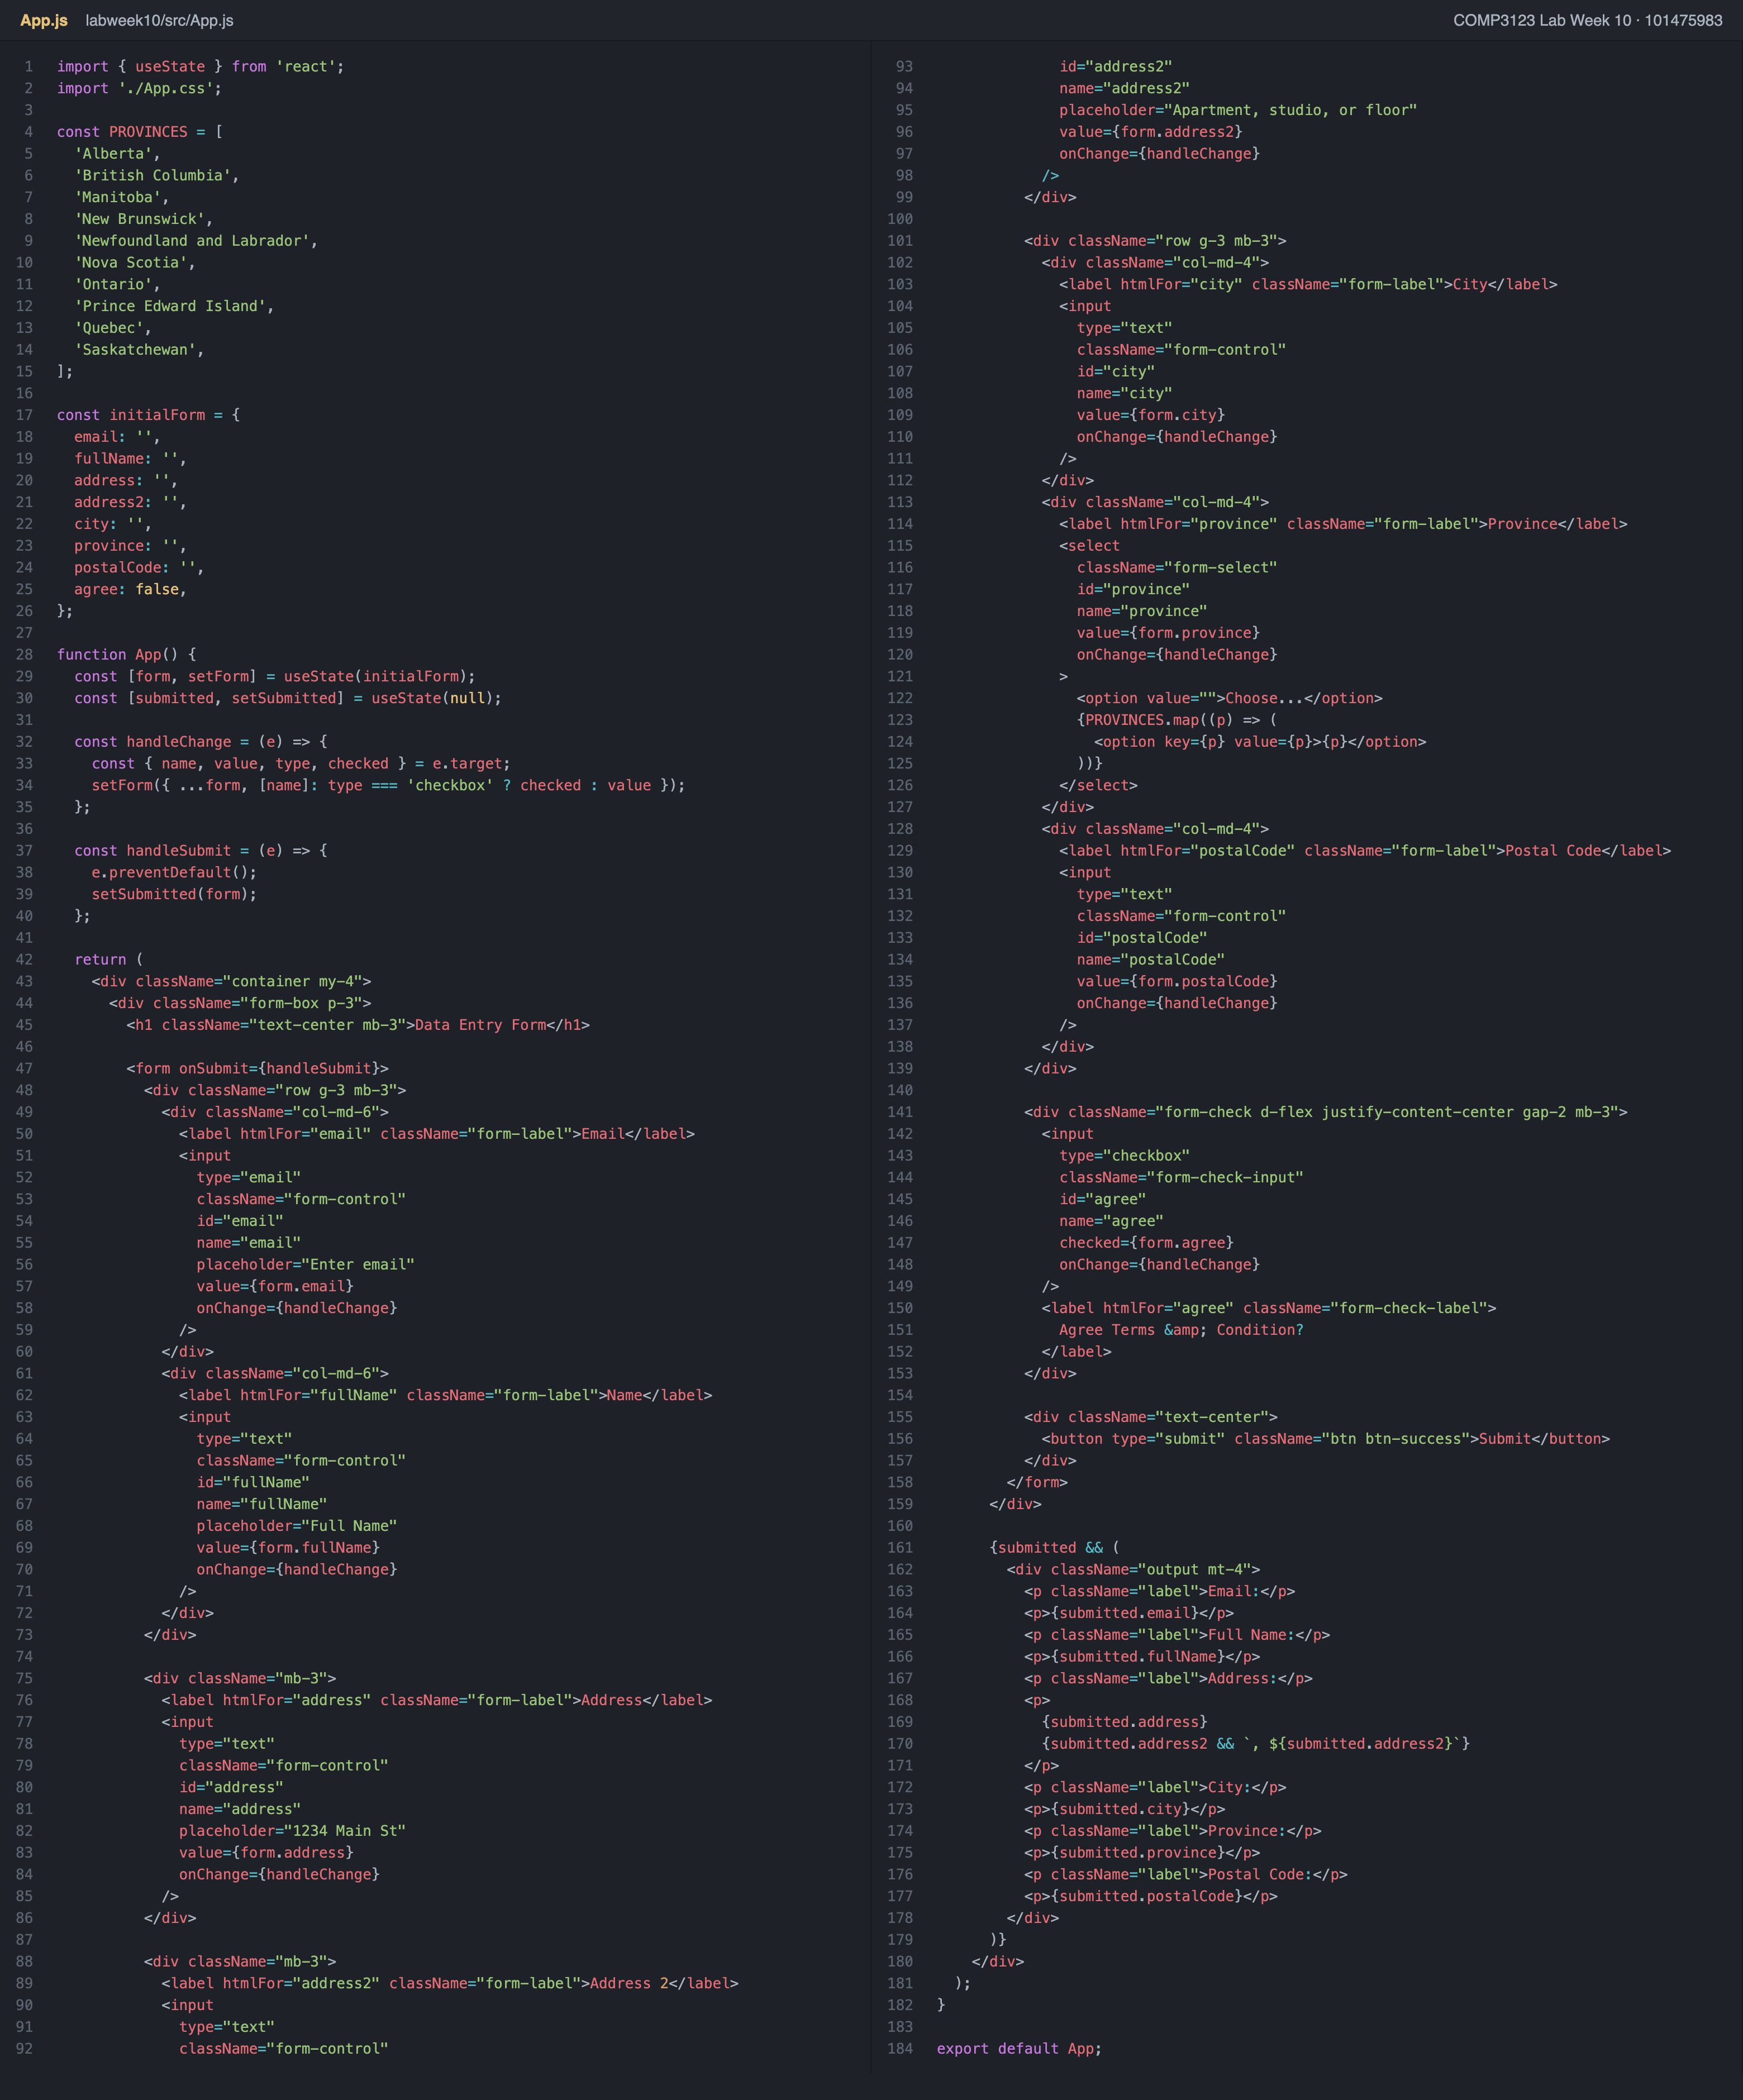 App.js labweek10/src/App.js COMP3123 Lab Week 10 · 101475983
1 import { useState } from 'react';
2 import './App.css';
3
4 const PROVINCES = [
5   'Alberta',
6   'British Columbia',
7   'Manitoba',
8   'New Brunswick',
9   'Newfoundland and Labrador',
10   'Nova Scotia',
11   'Ontario',
12   'Prince Edward Island',
13   'Quebec',
14   'Saskatchewan',
15 ];
16
17 const initialForm = {
18   email: '',
19   fullName: '',
20   address: '',
21   address2: '',
22   city: '',
23   province: '',
24   postalCode: '',
25   agree: false,
26 };
27
28 function App() {
29   const [form, setForm] = useState(initialForm);
30   const [submitted, setSubmitted] = useState(null);
31
32   const handleChange = (e) => {
33     const { name, value, type, checked } = e.target;
34     setForm({ ...form, [name]: type === 'checkbox' ? checked : value });
35   };
36
37   const handleSubmit = (e) => {
38     e.preventDefault();
39     setSubmitted(form);
40   };
41
42   return (
43     <div className="container my-4">
44       <div className="form-box p-3">
45         <h1 className="text-center mb-3">Data Entry Form</h1>
46
47         <form onSubmit={handleSubmit}>
48           <div className="row g-3 mb-3">
49             <div className="col-md-6">
50               <label htmlFor="email" className="form-label">Email</label>
51               <input
52                 type="email"
53                 className="form-control"
54                 id="email"
55                 name="email"
56                 placeholder="Enter email"
57                 value={form.email}
58                 onChange={handleChange}
59               />
60             </div>
61             <div className="col-md-6">
62               <label htmlFor="fullName" className="form-label">Name</label>
63               <input
64                 type="text"
65                 className="form-control"
66                 id="fullName"
67                 name="fullName"
68                 placeholder="Full Name"
69                 value={form.fullName}
70                 onChange={handleChange}
71               />
72             </div>
73           </div>
74
75           <div className="mb-3">
76             <label htmlFor="address" className="form-label">Address</label>
77             <input
78               type="text"
79               className="form-control"
80               id="address"
81               name="address"
82               placeholder="1234 Main St"
83               value={form.address}
84               onChange={handleChange}
85             />
86           </div>
87
88           <div className="mb-3">
89             <label htmlFor="address2" className="form-label">Address 2</label>
90             <input
91               type="text"
92               className="form-control"
93               id="address2"
94               name="address2"
95               placeholder="Apartment, studio, or floor"
96               value={form.address2}
97               onChange={handleChange}
98             />
99           </div>
100
101           <div className="row g-3 mb-3">
102             <div className="col-md-4">
103               <label htmlFor="city" className="form-label">City</label>
104               <input
105                 type="text"
106                 className="form-control"
107                 id="city"
108                 name="city"
109                 value={form.city}
110                 onChange={handleChange}
111               />
112             </div>
113             <div className="col-md-4">
114               <label htmlFor="province" className="form-label">Province</label>
115               <select
116                 className="form-select"
117                 id="province"
118                 name="province"
119                 value={form.province}
120                 onChange={handleChange}
121               >
122                 <option value="">Choose...</option>
123                 {PROVINCES.map((p) => (
124                   <option key={p} value={p}>{p}</option>
125                 ))}
126               </select>
127             </div>
128             <div className="col-md-4">
129               <label htmlFor="postalCode" className="form-label">Postal Code</label>
130               <input
131                 type="text"
132                 className="form-control"
133                 id="postalCode"
134                 name="postalCode"
135                 value={form.postalCode}
136                 onChange={handleChange}
137               />
138             </div>
139           </div>
140
141           <div className="form-check d-flex justify-content-center gap-2 mb-3">
142             <input
143               type="checkbox"
144               className="form-check-input"
145               id="agree"
146               name="agree"
147               checked={form.agree}
148               onChange={handleChange}
149             />
150             <label htmlFor="agree" className="form-check-label">
151               Agree Terms &amp; Condition?
152             </label>
153           </div>
154
155           <div className="text-center">
156             <button type="submit" className="btn btn-success">Submit</button>
157           </div>
158         </form>
159       </div>
160
161       {submitted && (
162         <div className="output mt-4">
163           <p className="label">Email:</p>
164           <p>{submitted.email}</p>
165           <p className="label">Full Name:</p>
166           <p>{submitted.fullName}</p>
167           <p className="label">Address:</p>
168           <p>
169             {submitted.address}
170             {submitted.address2 && `, ${submitted.address2}`}
171           </p>
172           <p className="label">City:</p>
173           <p>{submitted.city}</p>
174           <p className="label">Province:</p>
175           <p>{submitted.province}</p>
176           <p className="label">Postal Code:</p>
177           <p>{submitted.postalCode}</p>
178         </div>
179       )}
180     </div>
181   );
182 }
183
184 export default App;